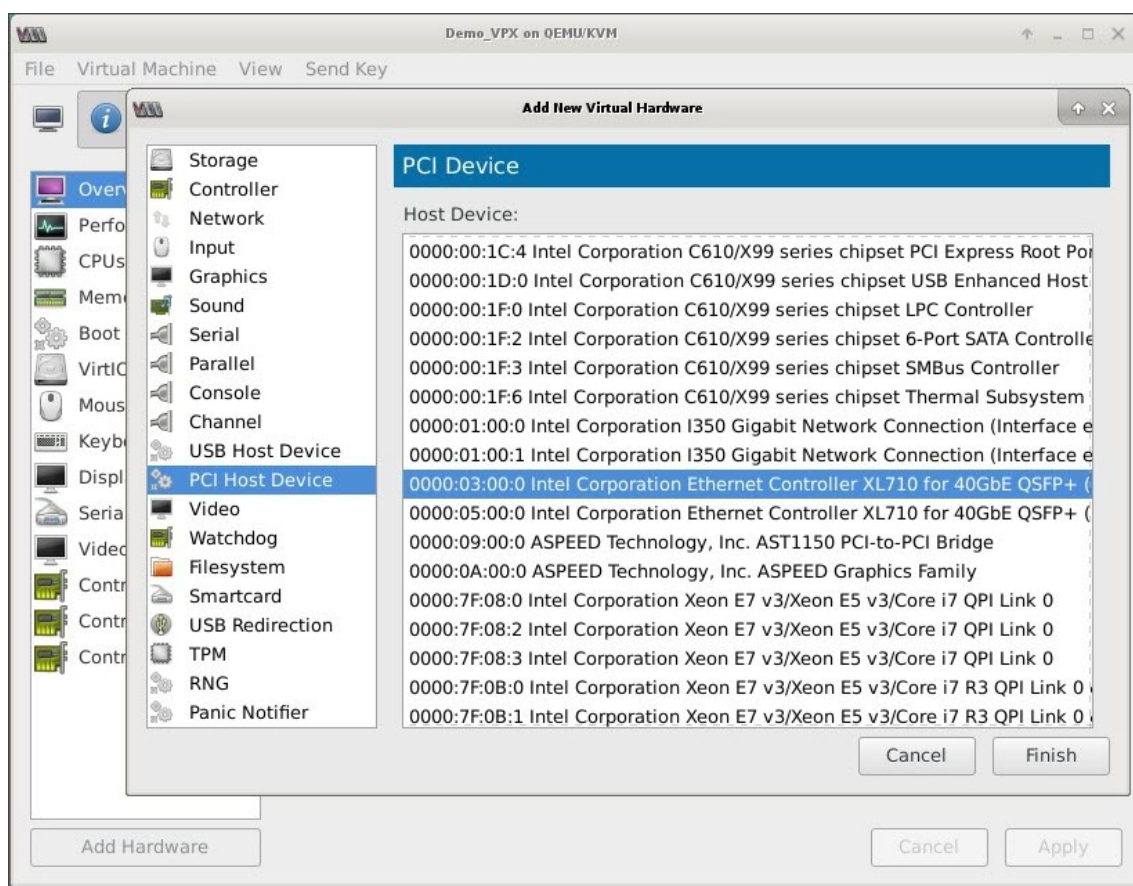 Demo_VPX on QEMU/KVM
File Virtual Machine View Send Key
Add New Virtual Hardware
Overv
Perfo
CPUs
Mem
Boot
VirtIO
Mous
Keyb
Displ
Seria
Video
Contr
Contr
Contr
Storage
Controller
Network
Input
Graphics
Sound
Serial
Parallel
Console
Channel
USB Host Device
PCI Host Device
Video
Watchdog
Filesystem
Smartcard
USB Redirection
TPM
RNG
Panic Notifier
PCI Device
Host Device:
0000:00:1C:4 Intel Corporation C610/X99 series chipset PCI Express Root Por
0000:00:1D:0 Intel Corporation C610/X99 series chipset USB Enhanced Host
0000:00:1F:0 Intel Corporation C610/X99 series chipset LPC Controller
0000:00:1F:2 Intel Corporation C610/X99 series chipset 6-Port SATA Controlle
0000:00:1F:3 Intel Corporation C610/X99 series chipset SMBus Controller
0000:00:1F:6 Intel Corporation C610/X99 series chipset Thermal Subsystem
0000:01:00:0 Intel Corporation I350 Gigabit Network Connection (Interface e
0000:01:00:1 Intel Corporation I350 Gigabit Network Connection (Interface e
0000:03:00:0 Intel Corporation Ethernet Controller XL710 for 40GbE QSFP+ (
0000:05:00:0 Intel Corporation Ethernet Controller XL710 for 40GbE QSFP+ (
0000:09:00:0 ASPEED Technology, Inc. AST1150 PCI-to-PCI Bridge
0000:0A:00:0 ASPEED Technology, Inc. ASPEED Graphics Family
0000:7F:08:0 Intel Corporation Xeon E7 v3/Xeon E5 v3/Core i7 QPI Link 0
0000:7F:08:2 Intel Corporation Xeon E7 v3/Xeon E5 v3/Core i7 QPI Link 0
0000:7F:08:3 Intel Corporation Xeon E7 v3/Xeon E5 v3/Core i7 QPI Link 0
0000:7F:0B:0 Intel Corporation Xeon E7 v3/Xeon E5 v3/Core i7 R3 QPI Link 0
0000:7F:0B:1 Intel Corporation Xeon E7 v3/Xeon E5 v3/Core i7 R3 QPI Link 0
Cancel Finish
Add Hardware Cancel Apply